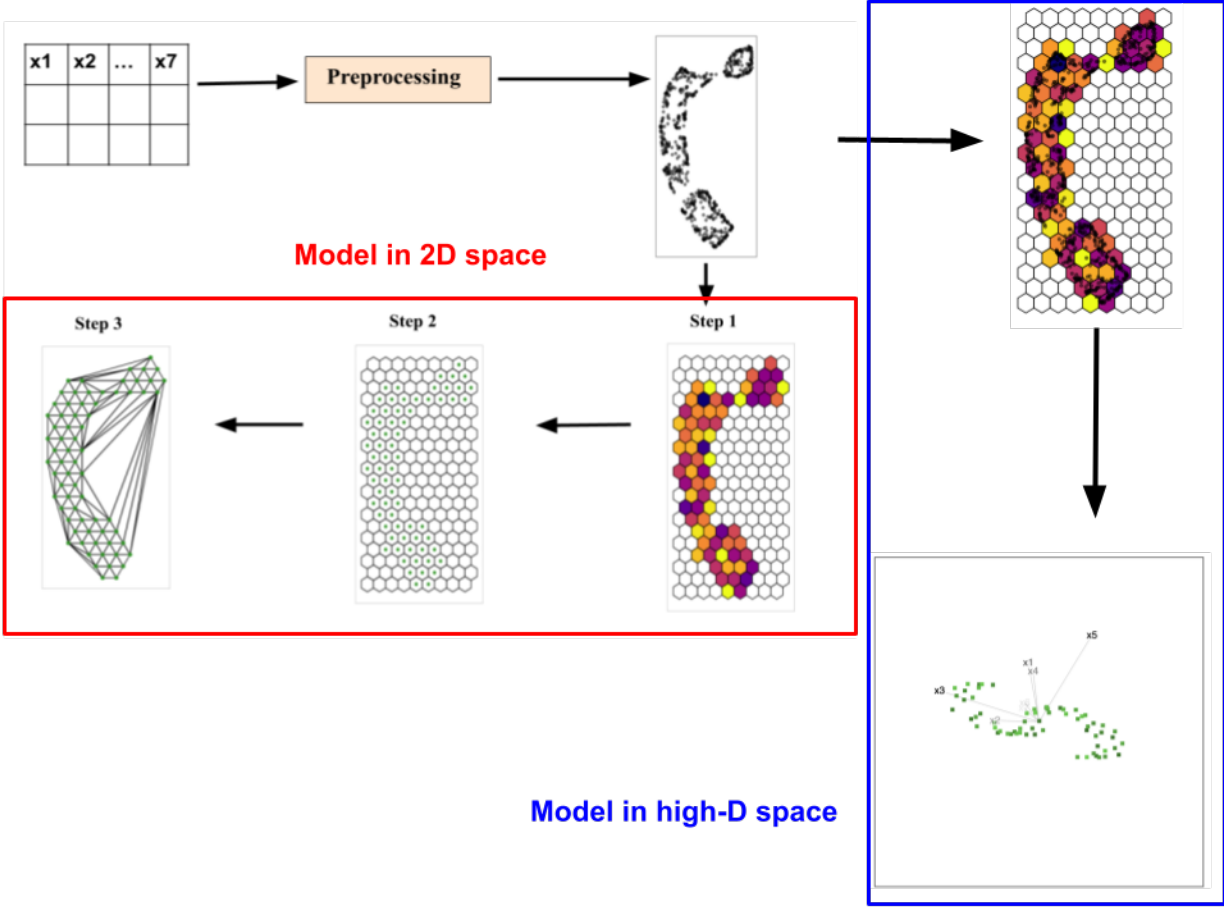 x1 x2 ... x7
Preprocessing
Model in 2D space
Step 3
Step 2
Step 1
x5
x1
x4
x3
x2
Model in high-D space